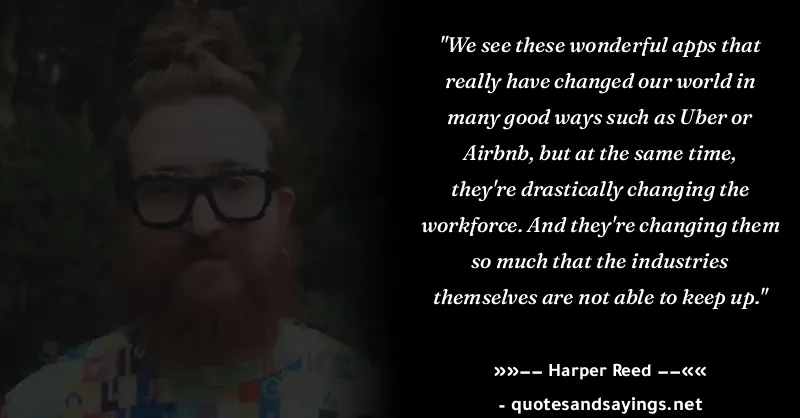 "We see these wonderful apps that
really have changed our world in
many good ways such as Uber or
Airbnb, but at the same time,
they're drastically changing the
workforce. And they're changing them
so much that the industries
themselves are not able to keep up."
»»−− Harper Reed −−««
- quotesandsayings.net